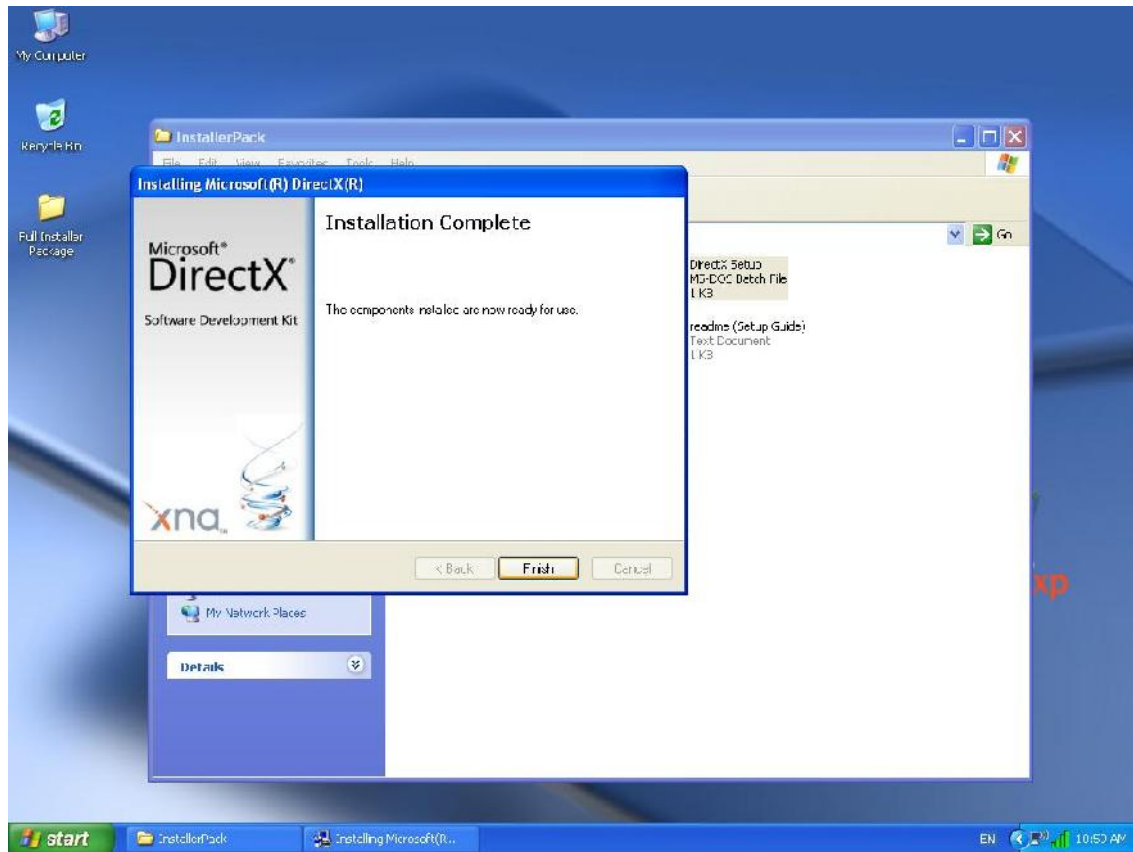 My Computer
Recycle Bin
Full Installer
Package
InstallerPack
File Edit View Favorites Tools Help
Go
Installing Microsoft(R) DirectX(R)
Microsoft®
DirectX®
Software Development Kit
xna
Installation Complete
The components installed are now ready for use.
< Back
Finish
Cancel
DirectX Setup
MS-DOS Batch File
1 KB
readme (Setup Guide)
Text Document
1 KB
My Network Places
Details
xp
start
InstallerPack
Installing Microsoft(R...
EN
10:50 AM